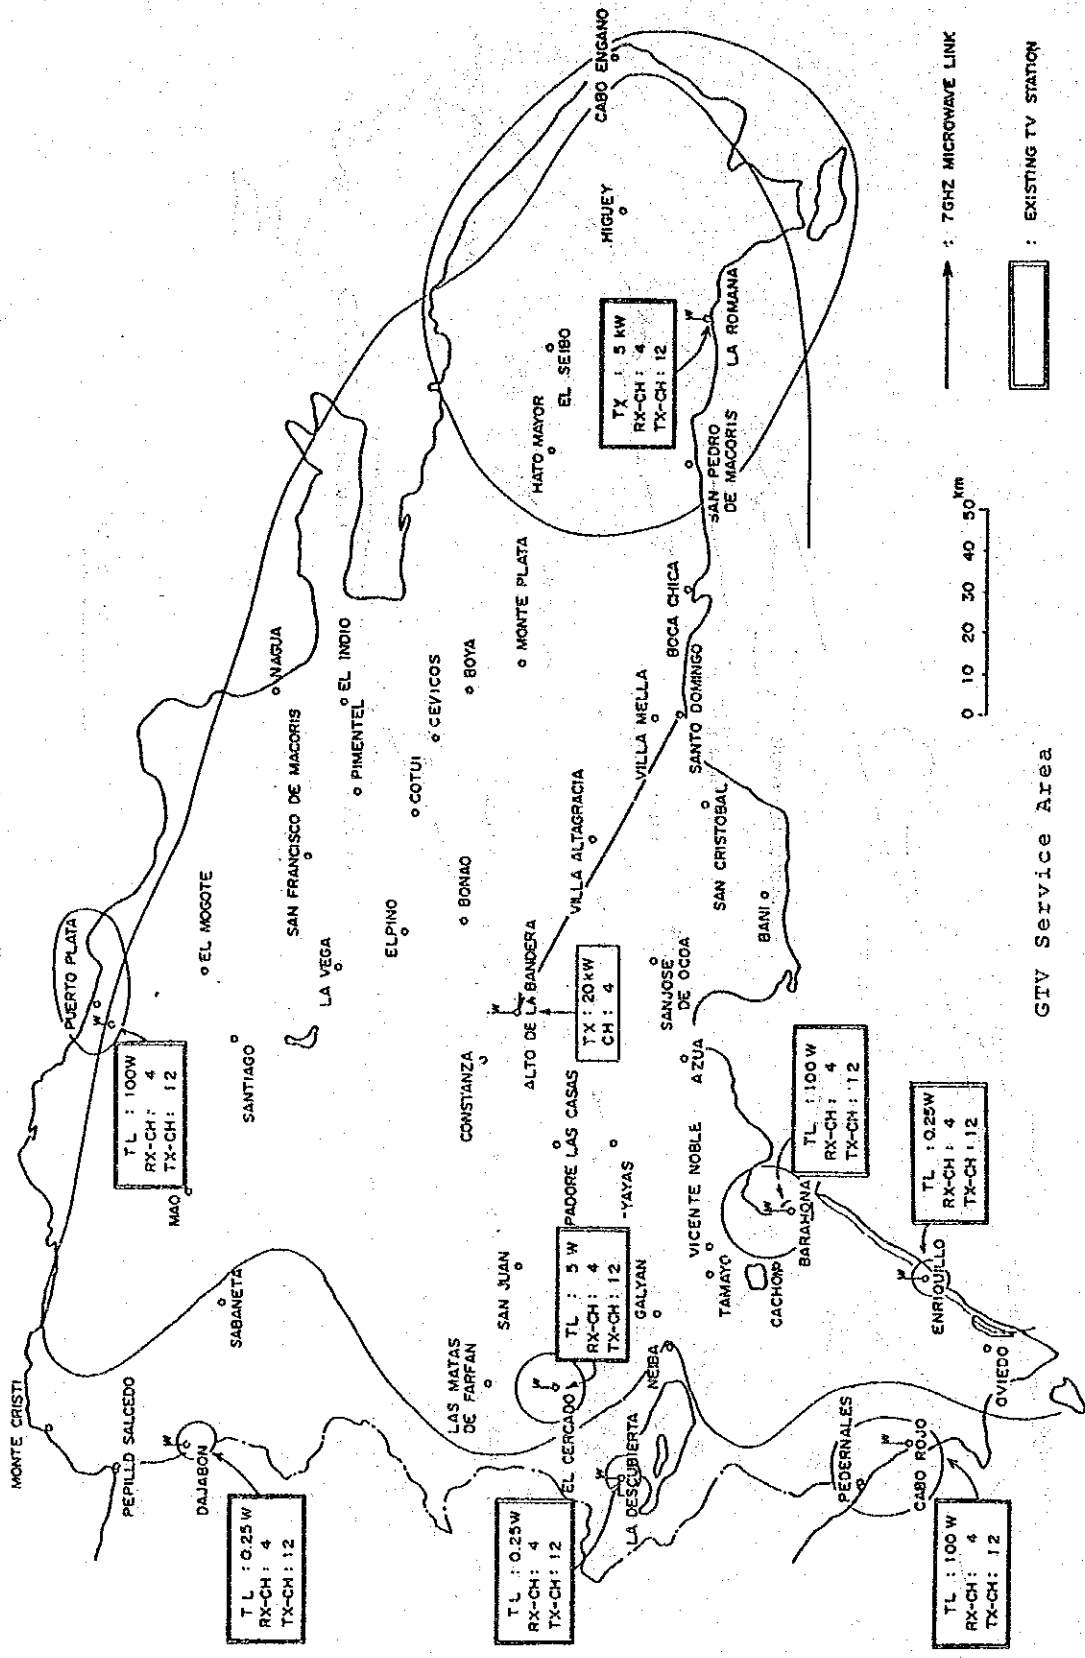 MONTE CRISTI
PEPILLO SALCEDO
DAJABON
TL : 0.25W
RX-CH : 4
TX-CH : 12
SABANETA
MAO
PUERTO PLATA
TL : 100W
RX-CH : 4
TX-CH : 12
SANTIAGO
EL MOGOTE
LA VEGA
SAN FRANCISCO DE MACORIS
NAGUA
EL INDIO
PIMENTEL
ELPINO
COTUI
CEVICOS
BONAO
BOYA
MONTE PLATA
CONSTANZA
ALTO DE LA BANDERA
TX : 20 KW
CH : 4
VILLA ALTAGRACIA
VILLA MELLA
SANTO DOMINGO
BOCA CHICA
HATO MAYOR
EL SEIBO
HIGUEY
CABO ENGANO
TX : 5 KW
RX-CH : 4
TX-CH : 12
LA ROMANA
SAN PEDRO
DE MACORIS
SAN CRISTOBAL
BANI
SANJOSE
DE OCOA
AZUA
PADORE LAS CASAS
YAYAS
SAN JUAN
LAS MATAS
DE FARFAN
EL CERCADO
TL : 5 W
RX-CH : 4
TX-CH : 12
GALYAN
NEIBA
VICENTE NOBLE
TAMAYO
CACHON
BARAHONA
TL : 100 W
RX-CH : 4
TX-CH : 12
LA DESCUBIERTA
TL : 0.25W
RX-CH : 4
TX-CH : 12
ENRIQUILLO
TL : 0.25W
RX-CH : 4
TX-CH : 12
OVIEDO
PEDERNALES
CABO ROJO
TL : 100 W
RX-CH : 4
TX-CH : 12
0 10 20 30 40 50 km
: 7GHZ MICROWAVE LINK
: EXISTING TV STATION
GTV Service Area